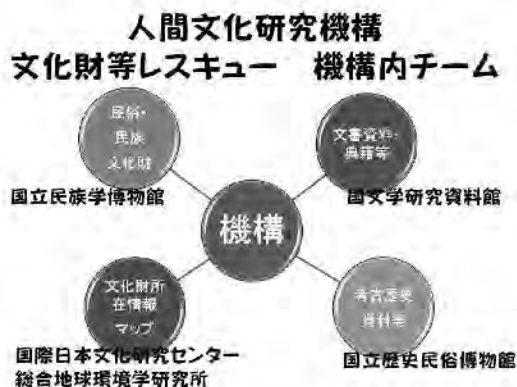 人間文化研究機構
文化財等レスキュー　機構内チーム
民俗・
民族
文化財
国立民族学博物館
文書資料・
典籍等
国文学研究資料館
機構
文化財所
在情報
マップ
国際日本文化研究センター
総合地球環境学研究所
考古歴史
資料等
国立歴史民俗博物館